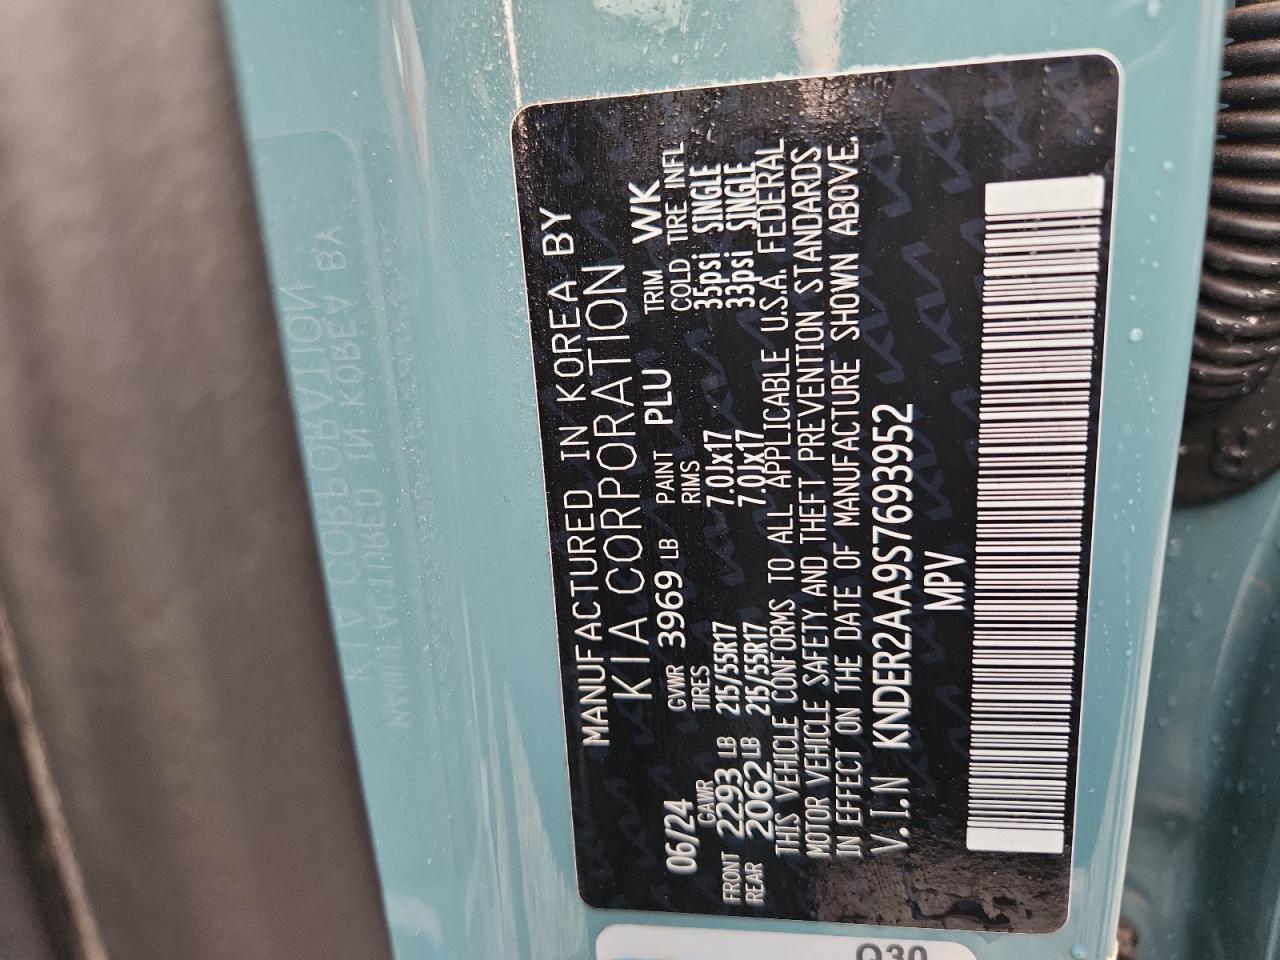 MANUFACTURED IN KOREA BY
KIA CORPORATION
06/24 GVWR 3969 LB PAINT PLU TRIM WK
GAWR TIRES RIMS COLD TIRE INFL
FRONT 2293 LB 215/55R17 7.0Jx17 35psi SINGLE
REAR 2062 LB 215/55R17 7.0Jx17 33psi SINGLE
THIS VEHICLE CONFORMS TO ALL APPLICABLE U.S.A. FEDERAL
MOTOR VEHICLE SAFETY AND THEFT PREVENTION STANDARDS
IN EFFECT ON THE DATE OF MANUFACTURE SHOWN ABOVE.
V.I.N KNDER2AA9S7693952
MPV
Q30